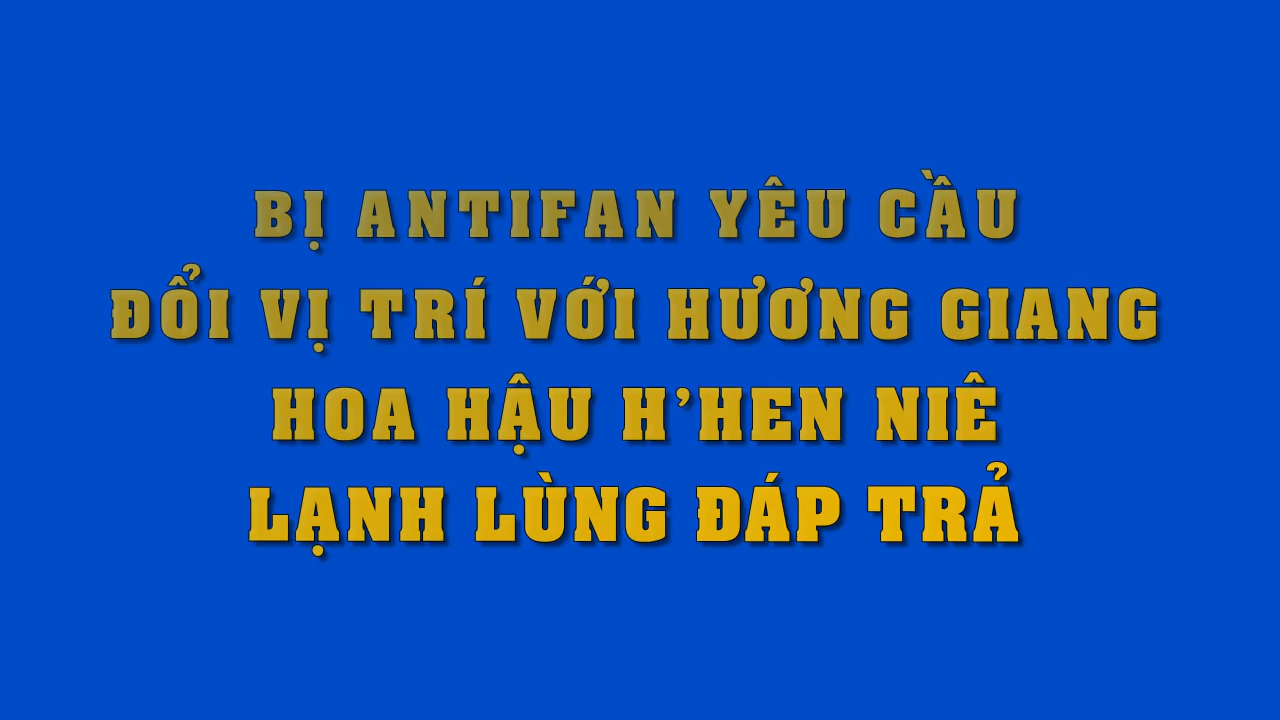 BỊ ANTIFAN YÊU CẦU
ĐỔI VỊ TRÍ VỚI HƯƠNG GIANG
HOA HẬU H’HEN NIÊ
LẠNH LÙNG ĐÁP TRẢ